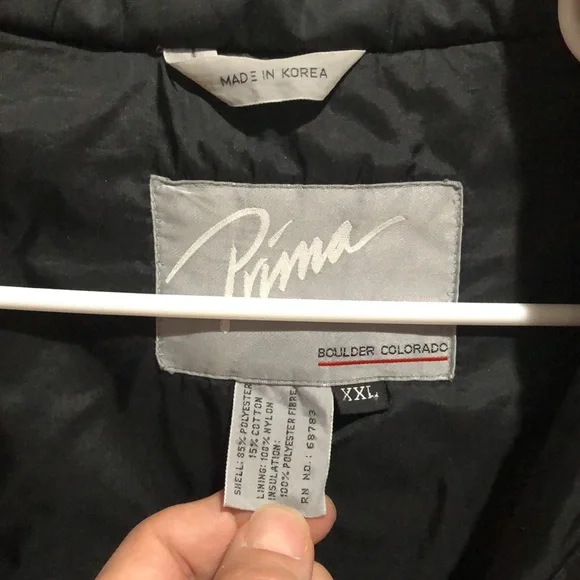 MADE IN KOREA
Prima
BOULDER COLORADO
XXL
SHELL: 85% POLYESTER
15% COTTON
LINING: 100% NYLON
INSULATION:
100% POLYESTER FIBRE
RN NO.: 68783